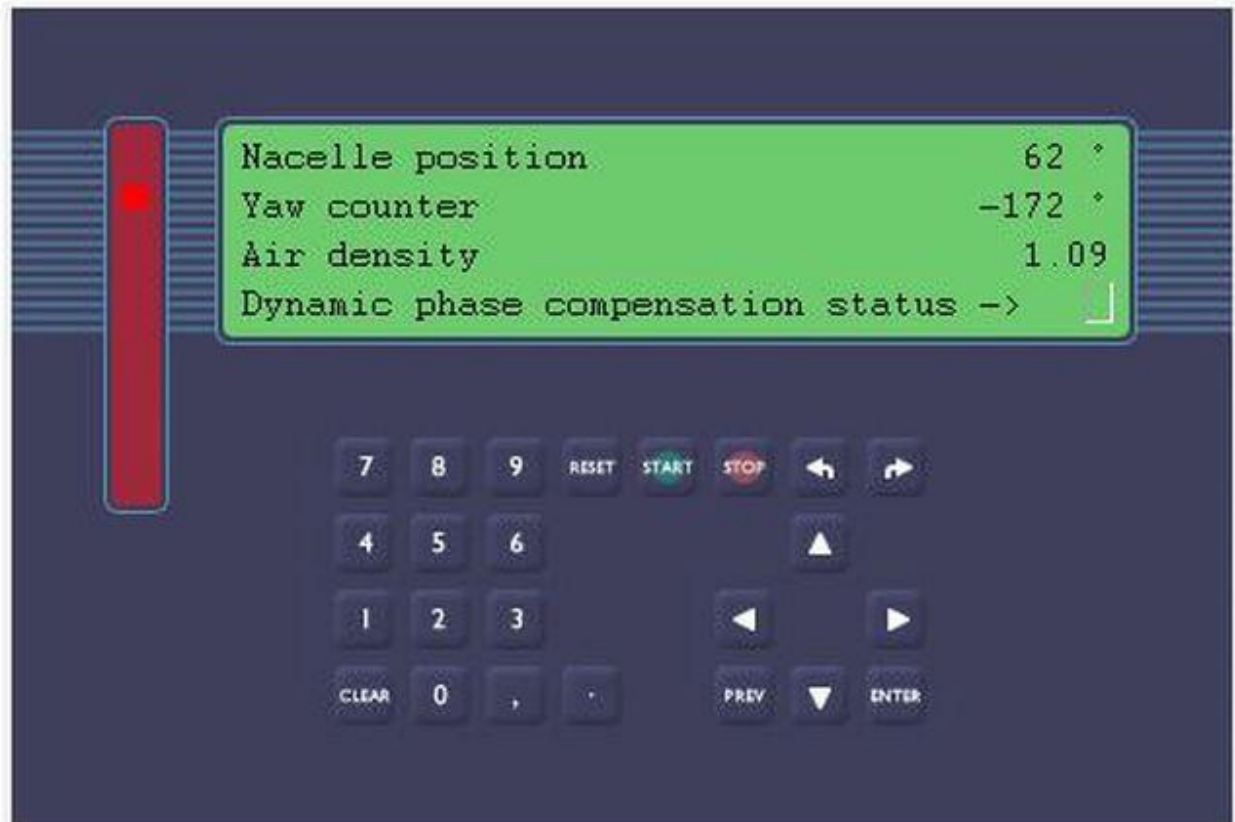 Nacelle position 62 °
Yaw counter -172 °
Air density 1.09
Dynamic phase compensation status ->
7 8 9 RESET START STOP
4 5 6
1 2 3
CLEAR 0 , . PREV ENTER